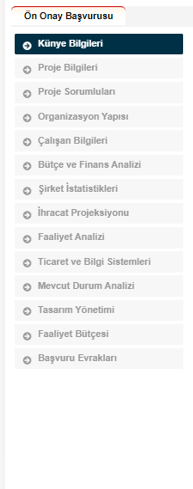 Ön Onay Başvurusu
Künye Bilgileri
Proje Bilgileri
Proje Sorumluları
Organizasyon Yapısı
Çalışan Bilgileri
Bütçe ve Finans Analizi
Şirket İstatistikleri
İhracat Projeksiyonu
Faaliyet Analizi
Ticaret ve Bilgi Sistemleri
Mevcut Durum Analizi
Tasarım Yönetimi
Faaliyet Bütçesi
Başvuru Evrakları